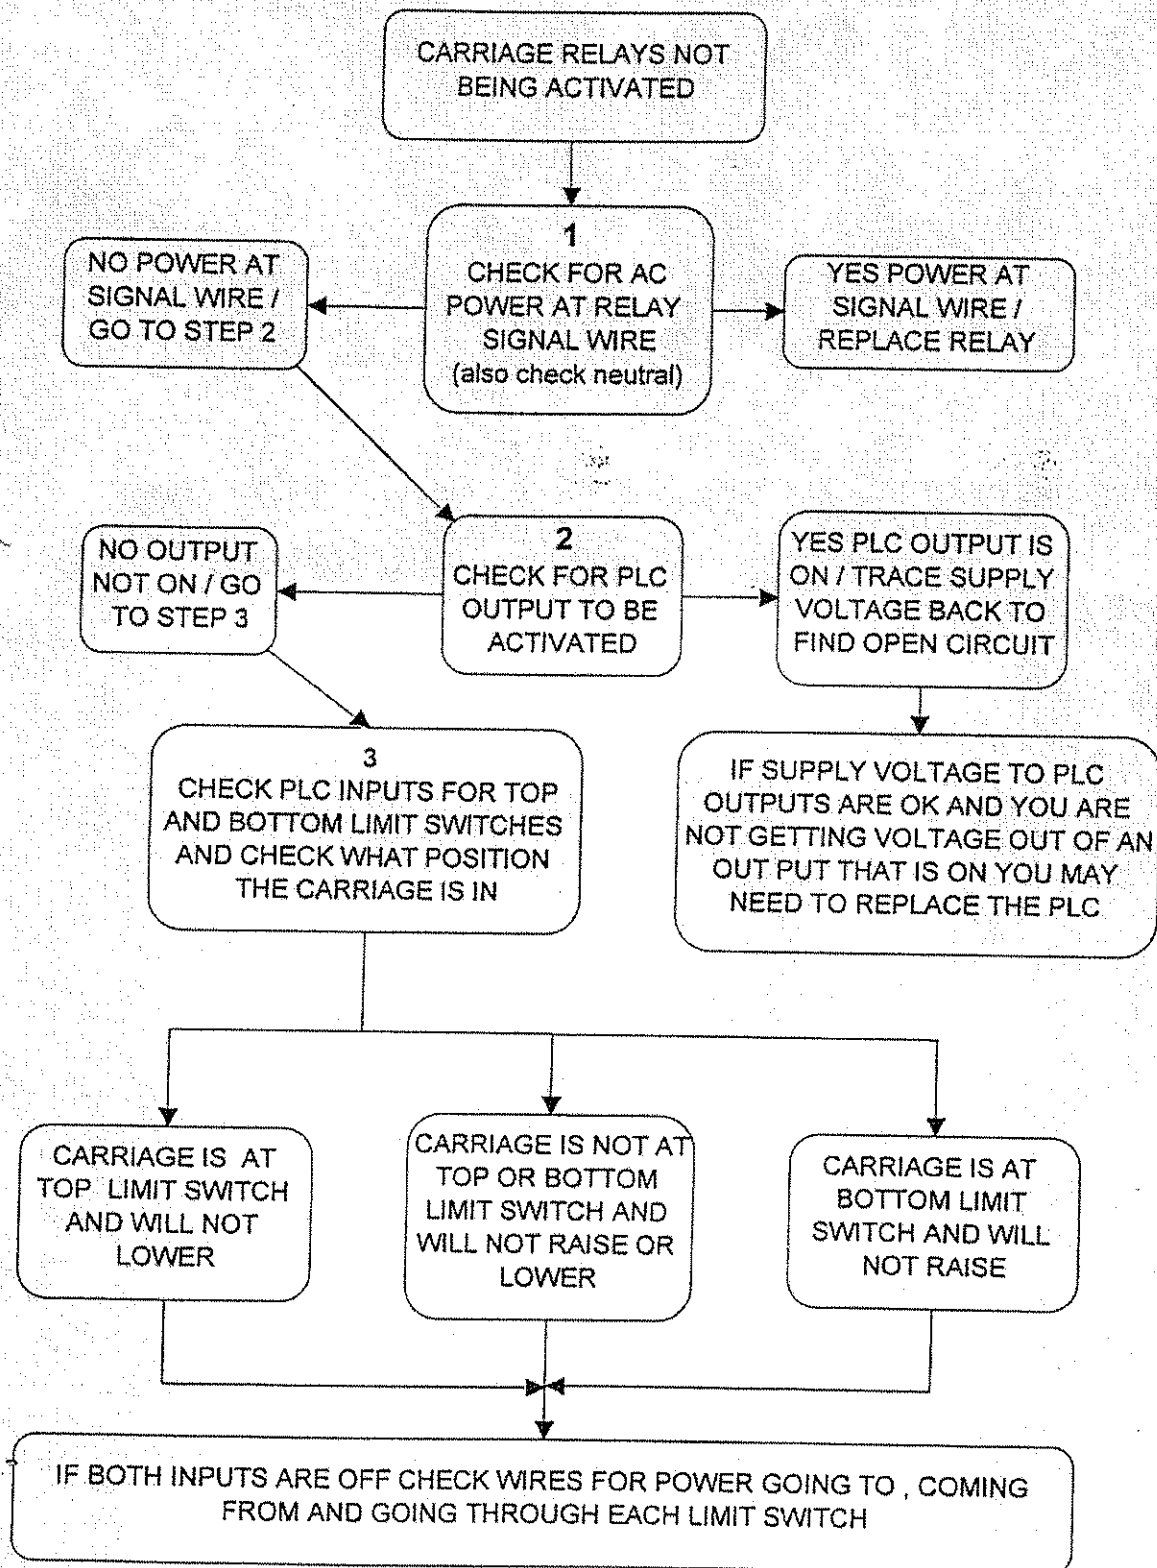 CARRIAGE RELAYS NOT
BEING ACTIVATED
1
CHECK FOR AC
POWER AT RELAY
SIGNAL WIRE
(also check neutral)
NO POWER AT
SIGNAL WIRE /
GO TO STEP 2
YES POWER AT
SIGNAL WIRE /
REPLACE RELAY
2
CHECK FOR PLC
OUTPUT TO BE
ACTIVATED
NO OUTPUT
NOT ON / GO
TO STEP 3
YES PLC OUTPUT IS
ON / TRACE SUPPLY
VOLTAGE BACK TO
FIND OPEN CIRCUIT
3
CHECK PLC INPUTS FOR TOP
AND BOTTOM LIMIT SWITCHES
AND CHECK WHAT POSITION
THE CARRIAGE IS IN
IF SUPPLY VOLTAGE TO PLC
OUTPUTS ARE OK AND YOU ARE
NOT GETTING VOLTAGE OUT OF AN
OUT PUT THAT IS ON YOU MAY
NEED TO REPLACE THE PLC
CARRIAGE IS AT
TOP LIMIT SWITCH
AND WILL NOT
LOWER
CARRIAGE IS NOT AT
TOP OR BOTTOM
LIMIT SWITCH AND
WILL NOT RAISE OR
LOWER
CARRIAGE IS AT
BOTTOM LIMIT
SWITCH AND WILL
NOT RAISE
IF BOTH INPUTS ARE OFF CHECK WIRES FOR POWER GOING TO , COMING
FROM AND GOING THROUGH EACH LIMIT SWITCH